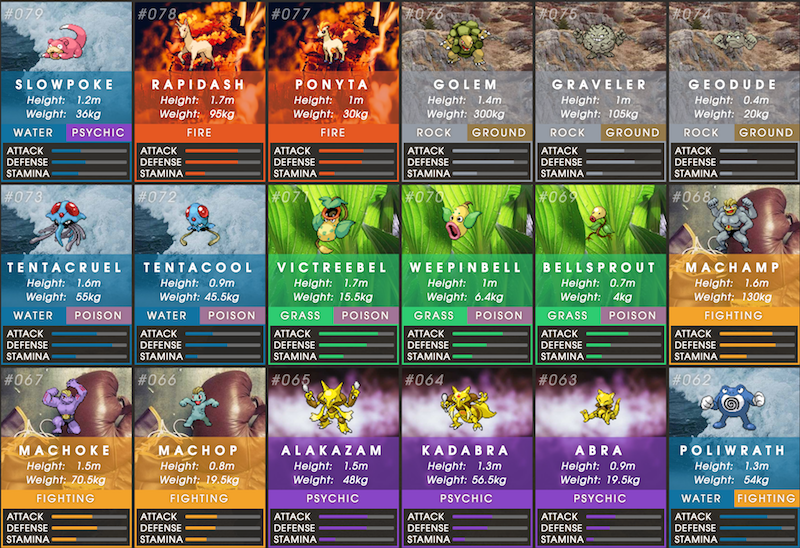 #079
SLOWPOKE
Height: 1.2m
Weight: 36kg
WATER PSYCHIC
ATTACK
DEFENSE
STAMINA
#078
RAPIDASH
Height: 1.7m
Weight: 95kg
FIRE
ATTACK
DEFENSE
STAMINA
#077
PONYTA
Height: 1m
Weight: 30kg
FIRE
ATTACK
DEFENSE
STAMINA
#076
GOLEM
Height: 1.4m
Weight: 300kg
ROCK GROUND
ATTACK
DEFENSE
STAMINA
#075
GRAVELER
Height: 1m
Weight: 105kg
ROCK GROUND
ATTACK
DEFENSE
STAMINA
#074
GEODUDE
Height: 0.4m
Weight: 20kg
ROCK GROUND
ATTACK
DEFENSE
STAMINA
#073
TENTACRUEL
Height: 1.6m
Weight: 55kg
WATER POISON
ATTACK
DEFENSE
STAMINA
#072
TENTACOOL
Height: 0.9m
Weight: 45.5kg
WATER POISON
ATTACK
DEFENSE
STAMINA
#071
VICTREEBEL
Height: 1.7m
Weight: 15.5kg
GRASS POISON
ATTACK
DEFENSE
STAMINA
#070
WEEPINBELL
Height: 1m
Weight: 6.4kg
GRASS POISON
ATTACK
DEFENSE
STAMINA
#069
BELLSPROUT
Height: 0.7m
Weight: 4kg
GRASS POISON
ATTACK
DEFENSE
STAMINA
#068
MACHAMP
Height: 1.6m
Weight: 130kg
FIGHTING
ATTACK
DEFENSE
STAMINA
#067
MACHOKE
Height: 1.5m
Weight: 70.5kg
FIGHTING
ATTACK
DEFENSE
STAMINA
#066
MACHOP
Height: 0.8m
Weight: 19.5kg
FIGHTING
ATTACK
DEFENSE
STAMINA
#065
ALAKAZAM
Height: 1.5m
Weight: 48kg
PSYCHIC
ATTACK
DEFENSE
STAMINA
#064
KADABRA
Height: 1.3m
Weight: 56.5kg
PSYCHIC
ATTACK
DEFENSE
STAMINA
#063
ABRA
Height: 0.9m
Weight: 19.5kg
PSYCHIC
ATTACK
DEFENSE
STAMINA
#062
POLIWRATH
Height: 1.3m
Weight: 54kg
WATER FIGHTING
ATTACK
DEFENSE
STAMINA